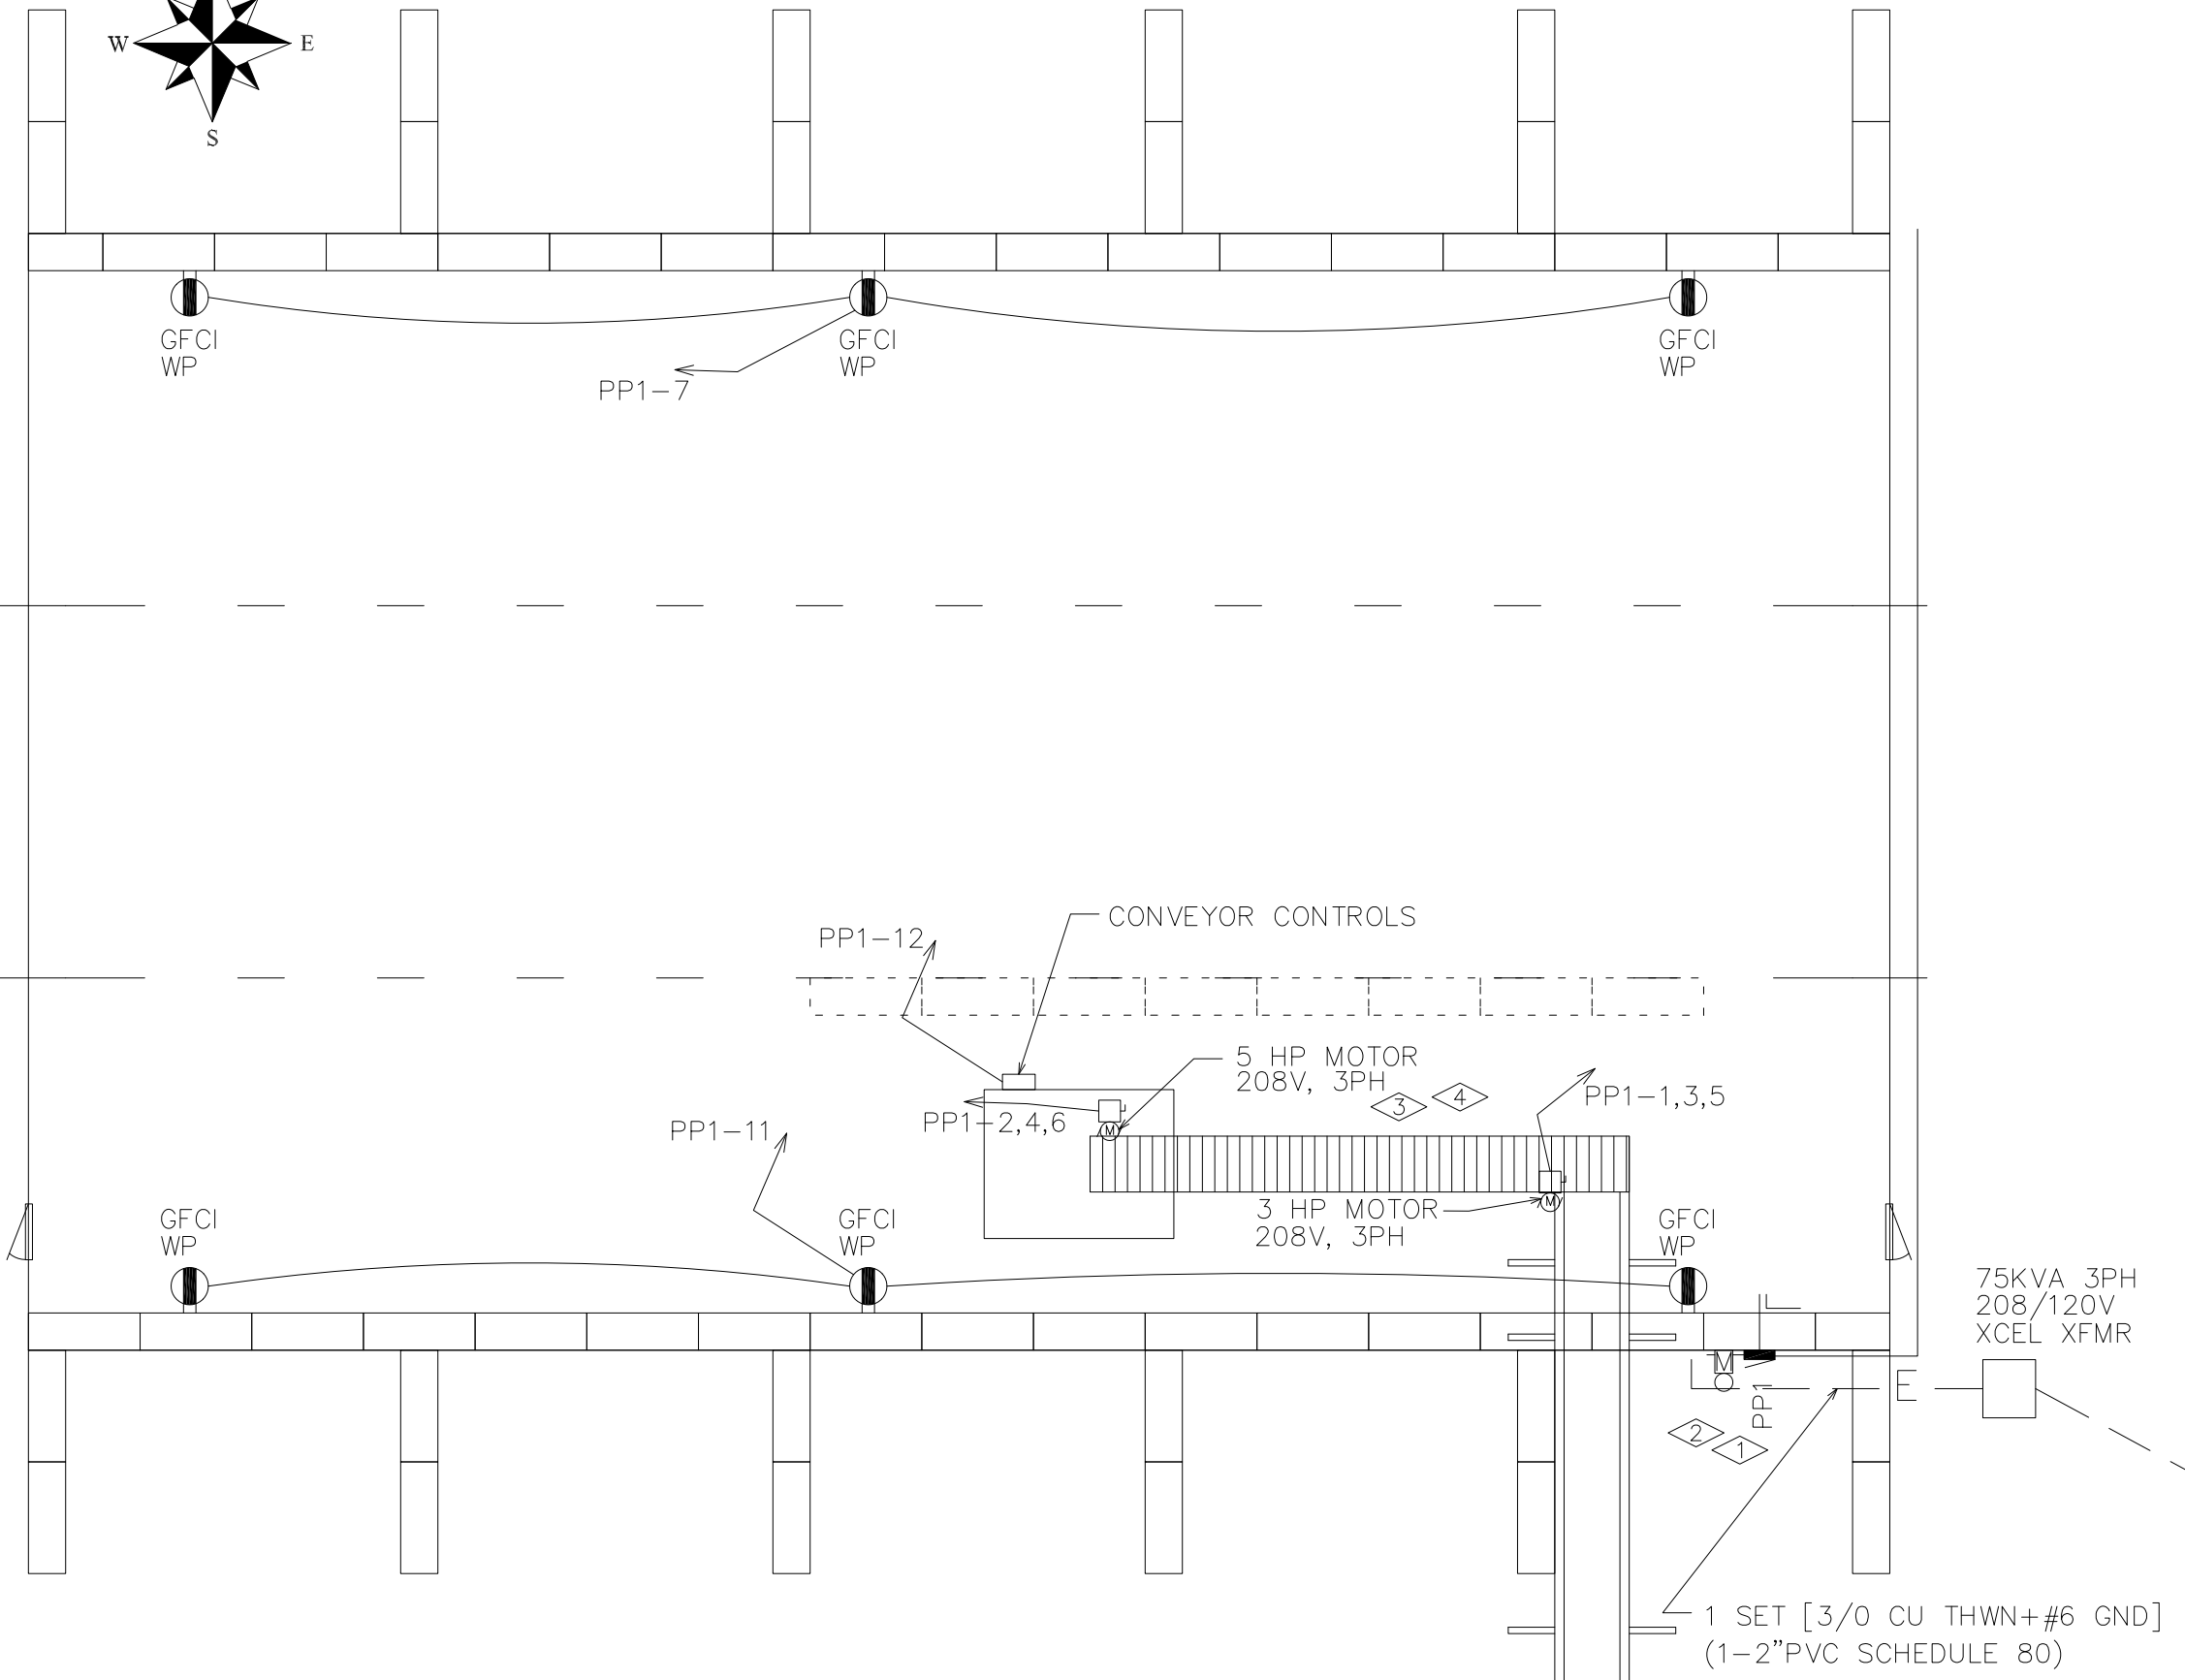 W E
S
GFCI
WP
GFCI
WP
GFCI
WP
PP1-7
CONVEYOR CONTROLS
PP1-12
5 HP MOTOR
208V, 3PH
3
4
PP1-1,3,5
PP1-2,4,6
M
PP1-11
M
3 HP MOTOR
208V, 3PH
GFCI
WP
GFCI
WP
GFCI
WP
75KVA 3PH
208/120V
XCEL XFMR
M
E
PP1
2
1
1 SET [3/0 CU THWN+#6 GND]
(1-2"PVC SCHEDULE 80)